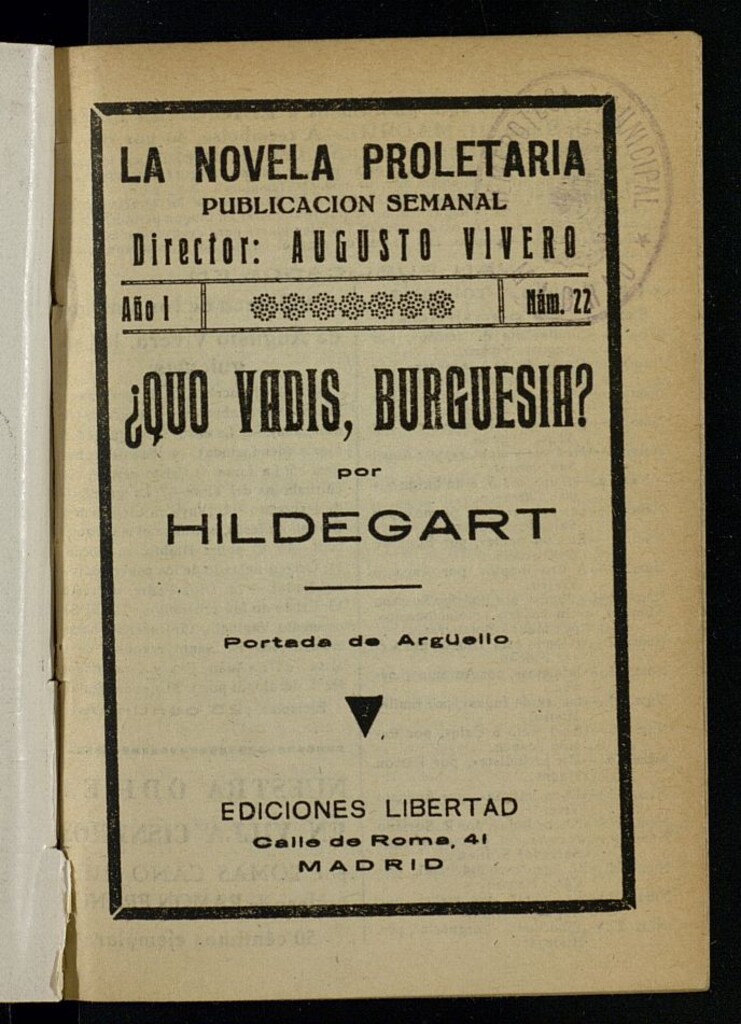 LA NOVELA PROLETARIA
PUBLICACION SEMANAL
Director: AUGUSTO VIVERO
Año I
Núm. 22
¿QUO VADIS, BURGUESIA?
por
HILDEGART
Portada de Argüello
EDICIONES LIBERTAD
Calle de Roma, 41
MADRID
MUNICIPAL